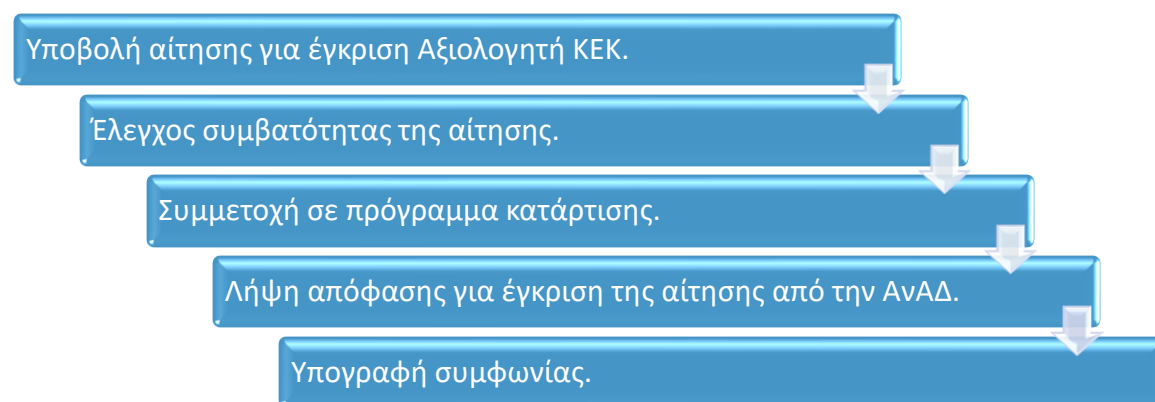 Υποβολή αίτησης για έγκριση Αξιολογητή ΚΕΚ.
Έλεγχος συμβατότητας της αίτησης.
Συμμετοχή σε πρόγραμμα κατάρτισης.
Λήψη απόφασης για έγκριση της αίτησης από την ΑνΑΔ.
Υπογραφή συμφωνίας.